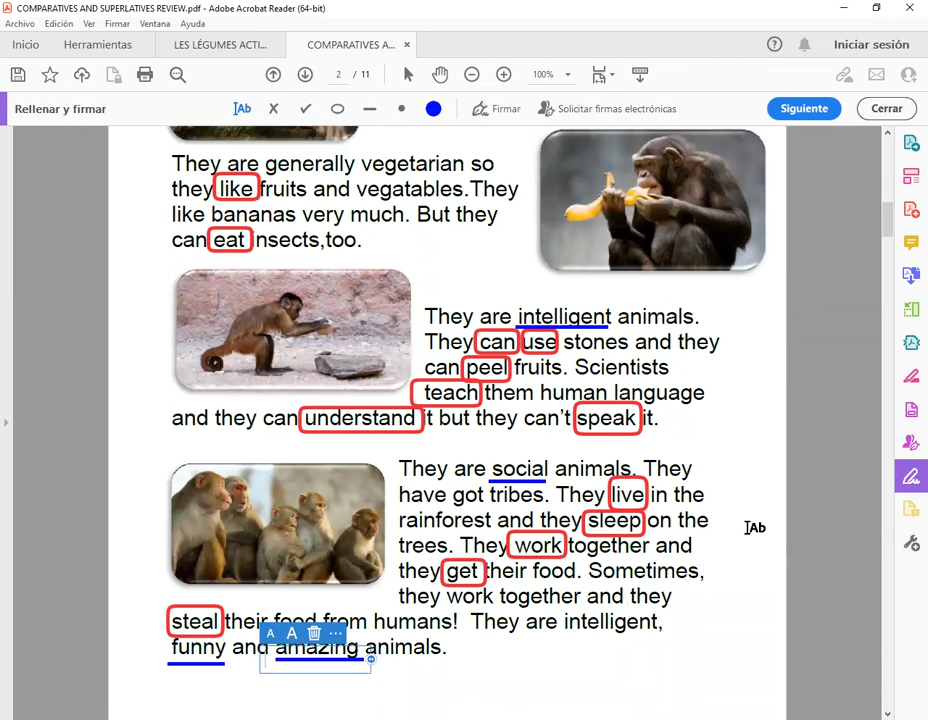 COMPARATIVES AND SUPERLATIVES REVIEW.pdf - Adobe Acrobat Reader (64-bit)
Archivo Edición Ver Firmar Ventana Ayuda
Inicio Herramientas LES LÉGUMES ACTI... COMPARATIVES A... × Iniciar sesión
2 / 11 100%
Rellenar y firmar Ab Firmar Solicitar firmas electrónicas Siguiente Cerrar
They are generally vegetarian so
they like fruits and vegatables.They
like bananas very much. But they
can eat insects,too.
They are intelligent animals.
They can use stones and they
can peel fruits. Scientists
teach them human language
and they can understand it but they can't speak it.
They are social animals. They
have got tribes. They live in the
rainforest and they sleep on the
trees. They work together and
they get their food. Sometimes,
they work together and they
steal their food from humans! They are intelligent,
funny and amazing animals.
A A ...
Ab